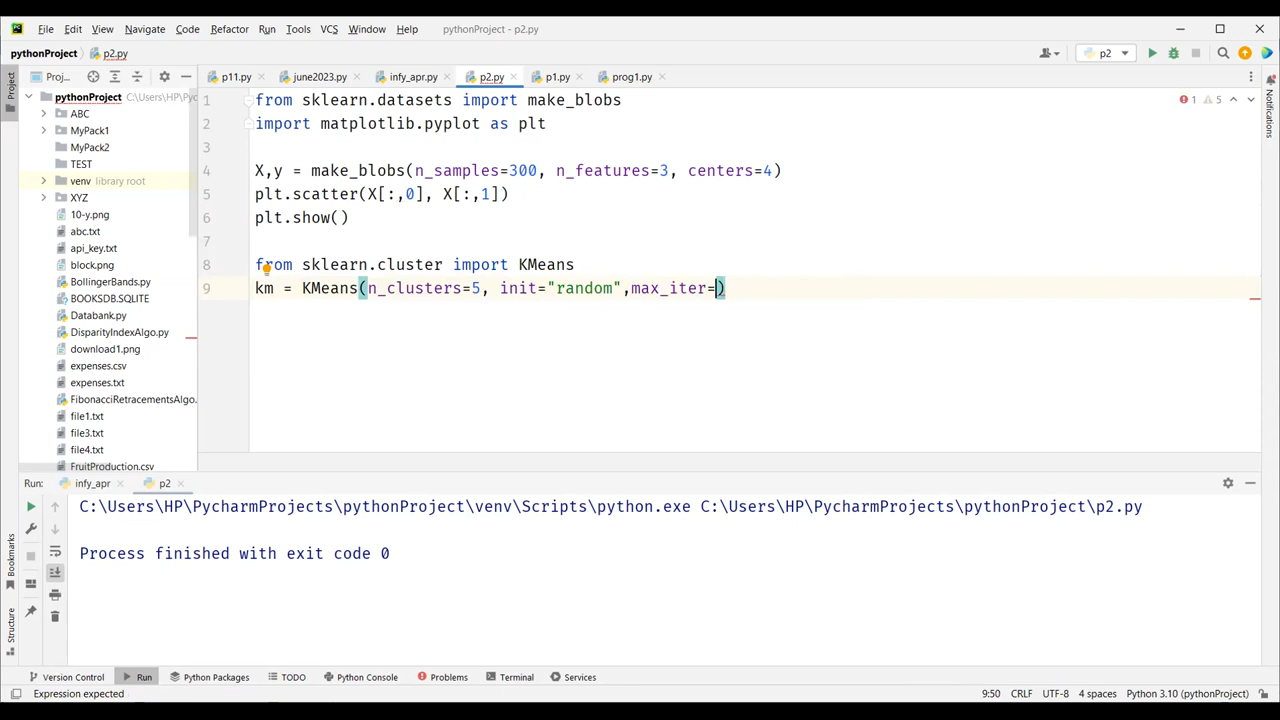 PC File Edit View Navigate Code Refactor Run Tools VCS Window Help pythonProject - p2.py
pythonProject p2.py p2
Project Proj... p11.py june2023.py infy_apr.py p2.py p1.py prog1.py
pythonProject C:\Users\HP\Pycharm
ABC
MyPack1
MyPack2
TEST
venv library root
XYZ
10-y.png
abc.txt
api_key.txt
block.png
BollingerBands.py
BOOKSDB.SQLITE
Databank.py
DisparityIndexAlgo.py
download1.png
expenses.csv
expenses.txt
FibonacciRetracementsAlgo.
file1.txt
file3.txt
file4.txt
FruitProduction.csv
1 from sklearn.datasets import make_blobs
2 import matplotlib.pyplot as plt
3
4 X,y = make_blobs(n_samples=300, n_features=3, centers=4)
5 plt.scatter(X[:,0], X[:,1])
6 plt.show()
7
8 from sklearn.cluster import KMeans
9 km = KMeans(n_clusters=5, init="random",max_iter=)
1 5
Notifications
Run: infy_apr p2
C:\Users\HP\PycharmProjects\pythonProject\venv\Scripts\python.exe C:\Users\HP\PycharmProjects\pythonProject\p2.py
Process finished with exit code 0
Bookmarks
Structure
Version Control Run Python Packages TODO Python Console Problems Terminal Services
Expression expected 9:50 CRLF UTF-8 4 spaces Python 3.10 (pythonProject)